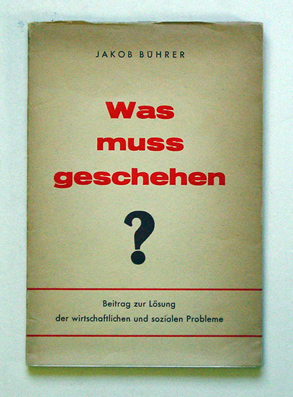 JAKOB BÜHRER
Was
muss
geschehen
?
Beitrag zur Lösung
der wirtschaftlichen und sozialen Probleme